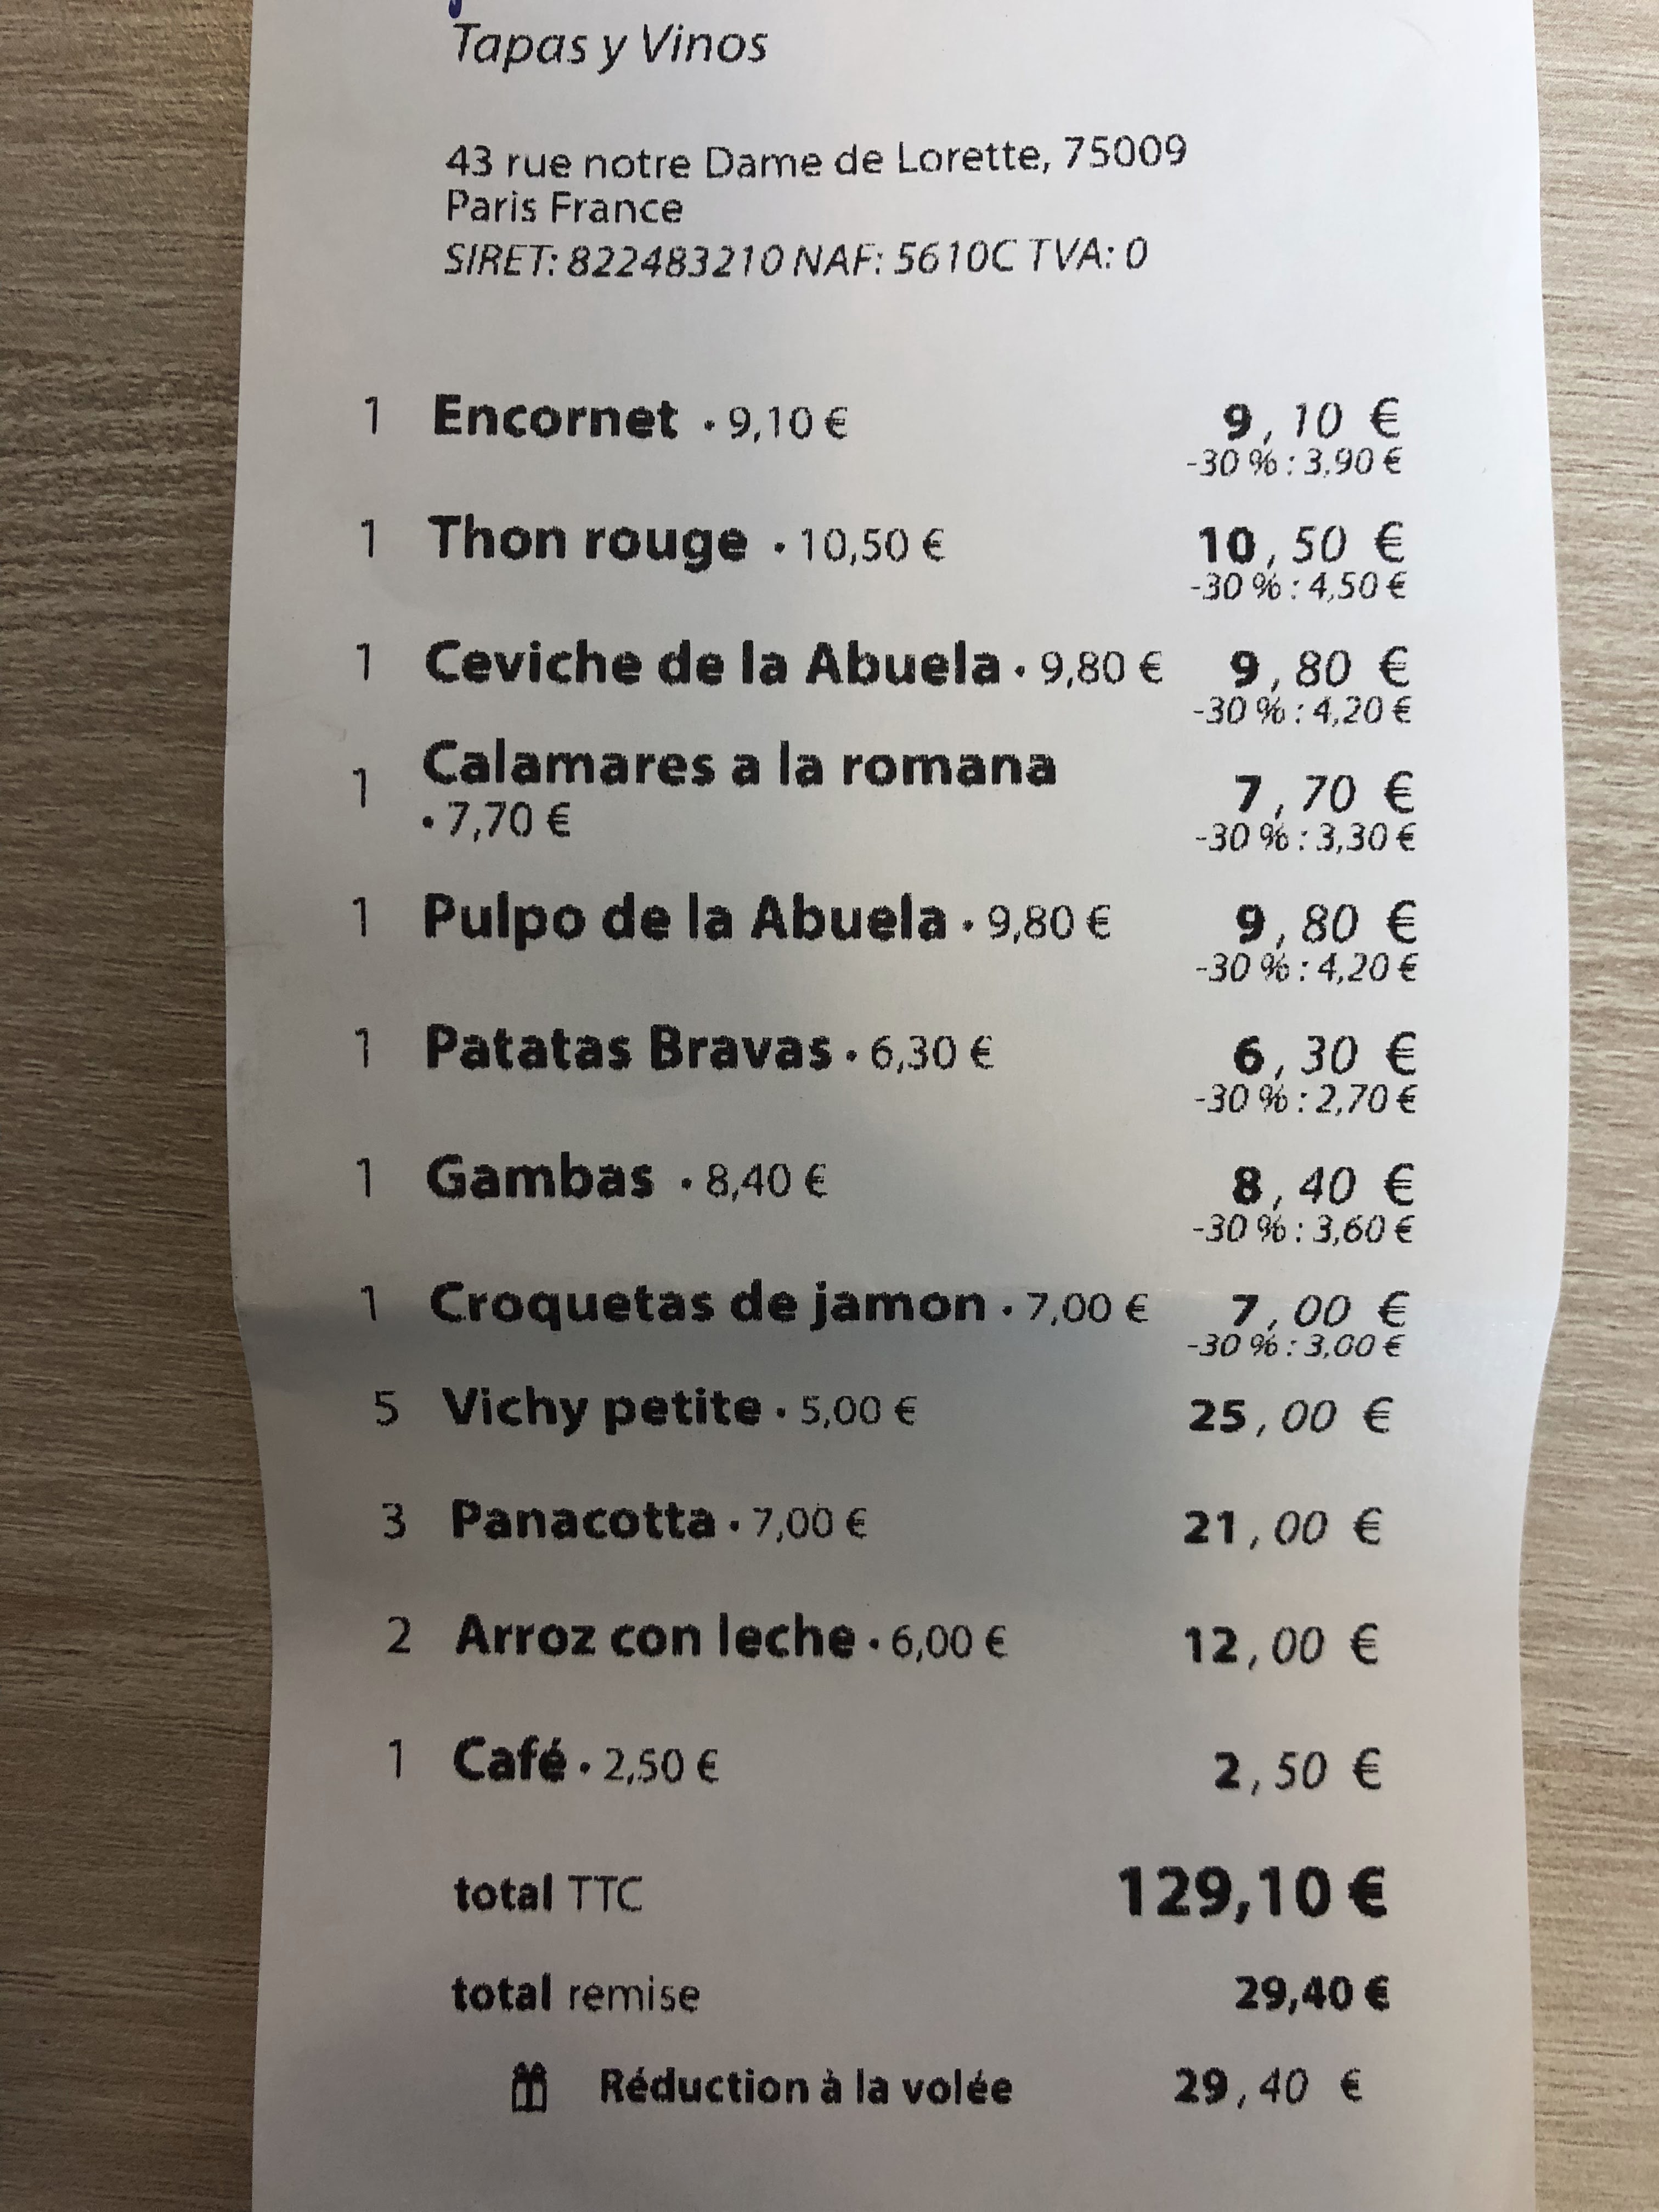 Tapas y Vinos
43 rue notre Dame de Lorette, 75009
Paris France
SIRET: 822483210 NAF: 5610C TVA: 0
1 Encornet · 9,10 € 9,10 €
-30 % : 3,90 €
1 Thon rouge · 10,50 € 10,50 €
-30 % : 4,50 €
1 Ceviche de la Abuela · 9,80 € 9,80 €
-30 % : 4,20 €
1 Calamares a la romana
· 7,70 € 7,70 €
-30 % : 3,30 €
1 Pulpo de la Abuela · 9,80 € 9,80 €
-30 % : 4,20 €
1 Patatas Bravas · 6,30 € 6,30 €
-30 % : 2,70 €
1 Gambas · 8,40 € 8,40 €
-30 % : 3,60 €
1 Croquetas de jamon · 7,00 € 7,00 €
-30 % : 3,00 €
5 Vichy petite · 5,00 € 25,00 €
3 Panacotta · 7,00 € 21,00 €
2 Arroz con leche · 6,00 € 12,00 €
1 Café · 2,50 € 2,50 €
total TTC 129,10 €
total remise 29,40 €
Réduction à la volée 29,40 €